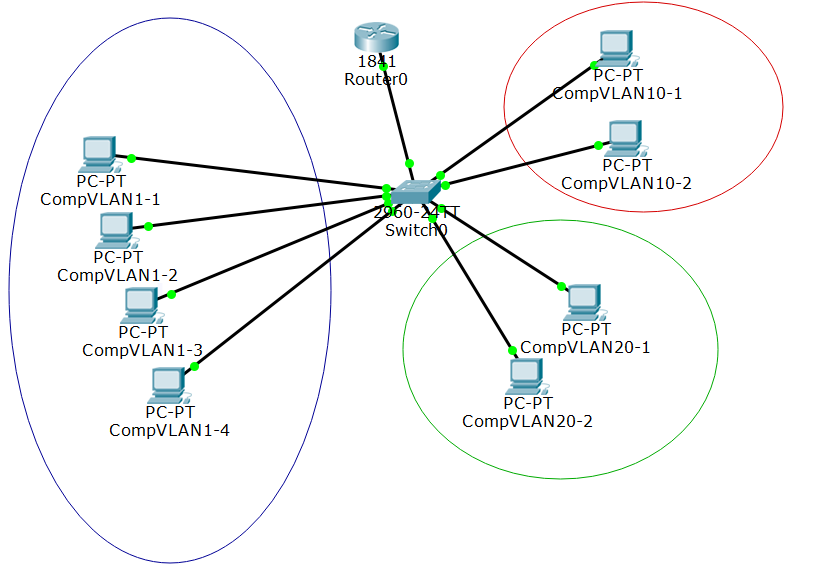 1841
Router0
PC-PT
CompVLAN10-1
PC-PT
CompVLAN10-2
PC-PT
CompVLAN1-1
2960-24TT
Switch0
PC-PT
CompVLAN1-2
PC-PT
CompVLAN1-3
PC-PT
CompVLAN20-1
PC-PT
CompVLAN1-4
PC-PT
CompVLAN20-2